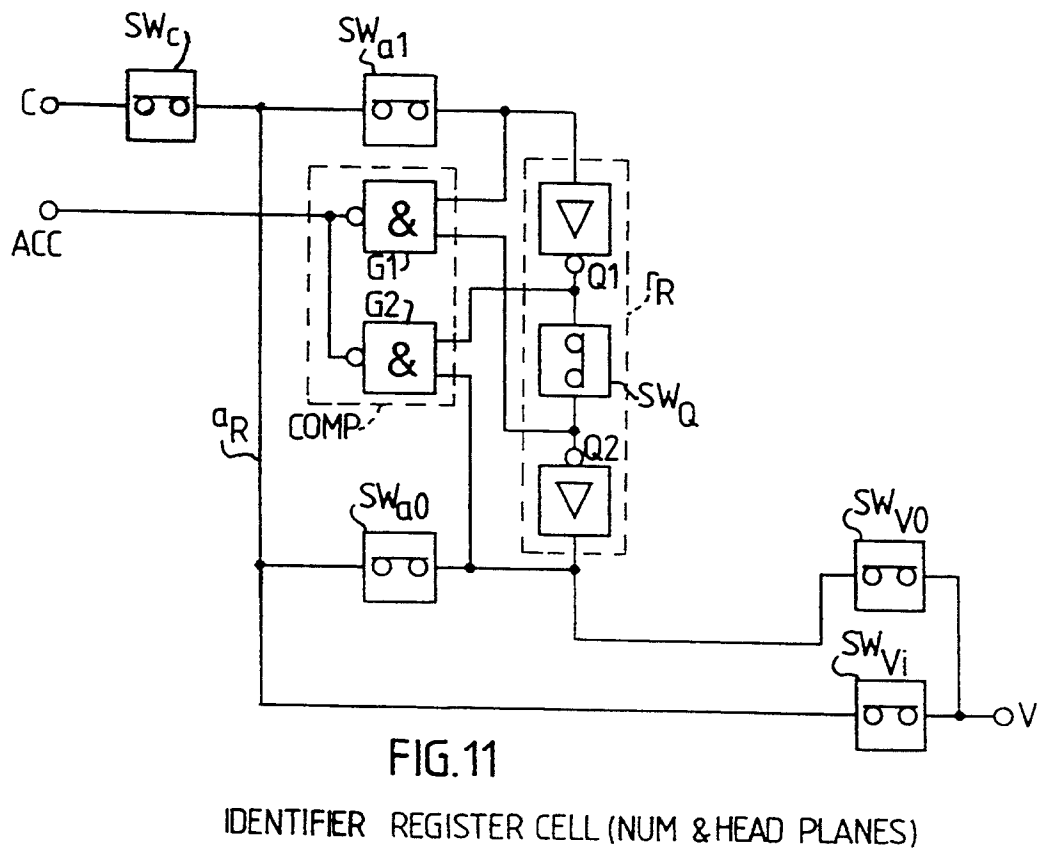 SWc
SWa1
C
ACC
&
G1
Q1
rR
G2
&
SWQ
COMP
aR
Q2
SWa0
SWV0
SWVi
V
FIG.11
IDENTIFIER REGISTER CELL (NUM & HEAD PLANES)